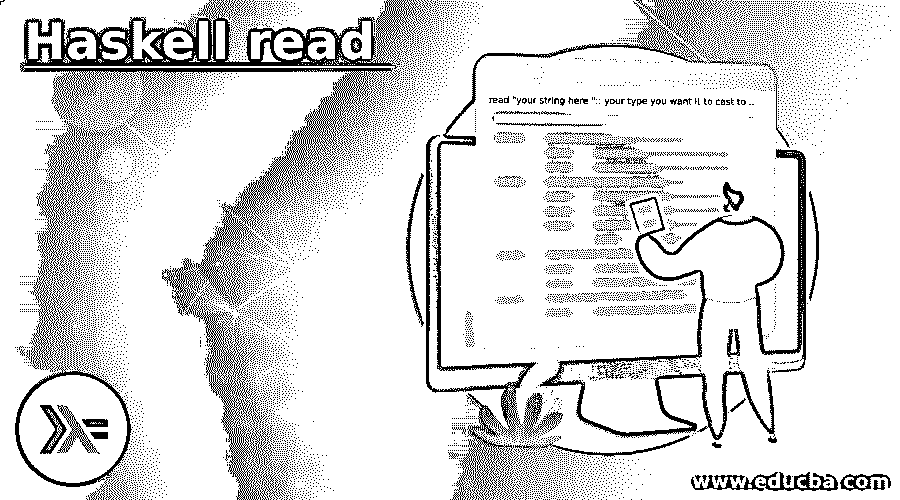 Haskell read
read "your string here ":: your type you want it to cast to ..
www.educba.com